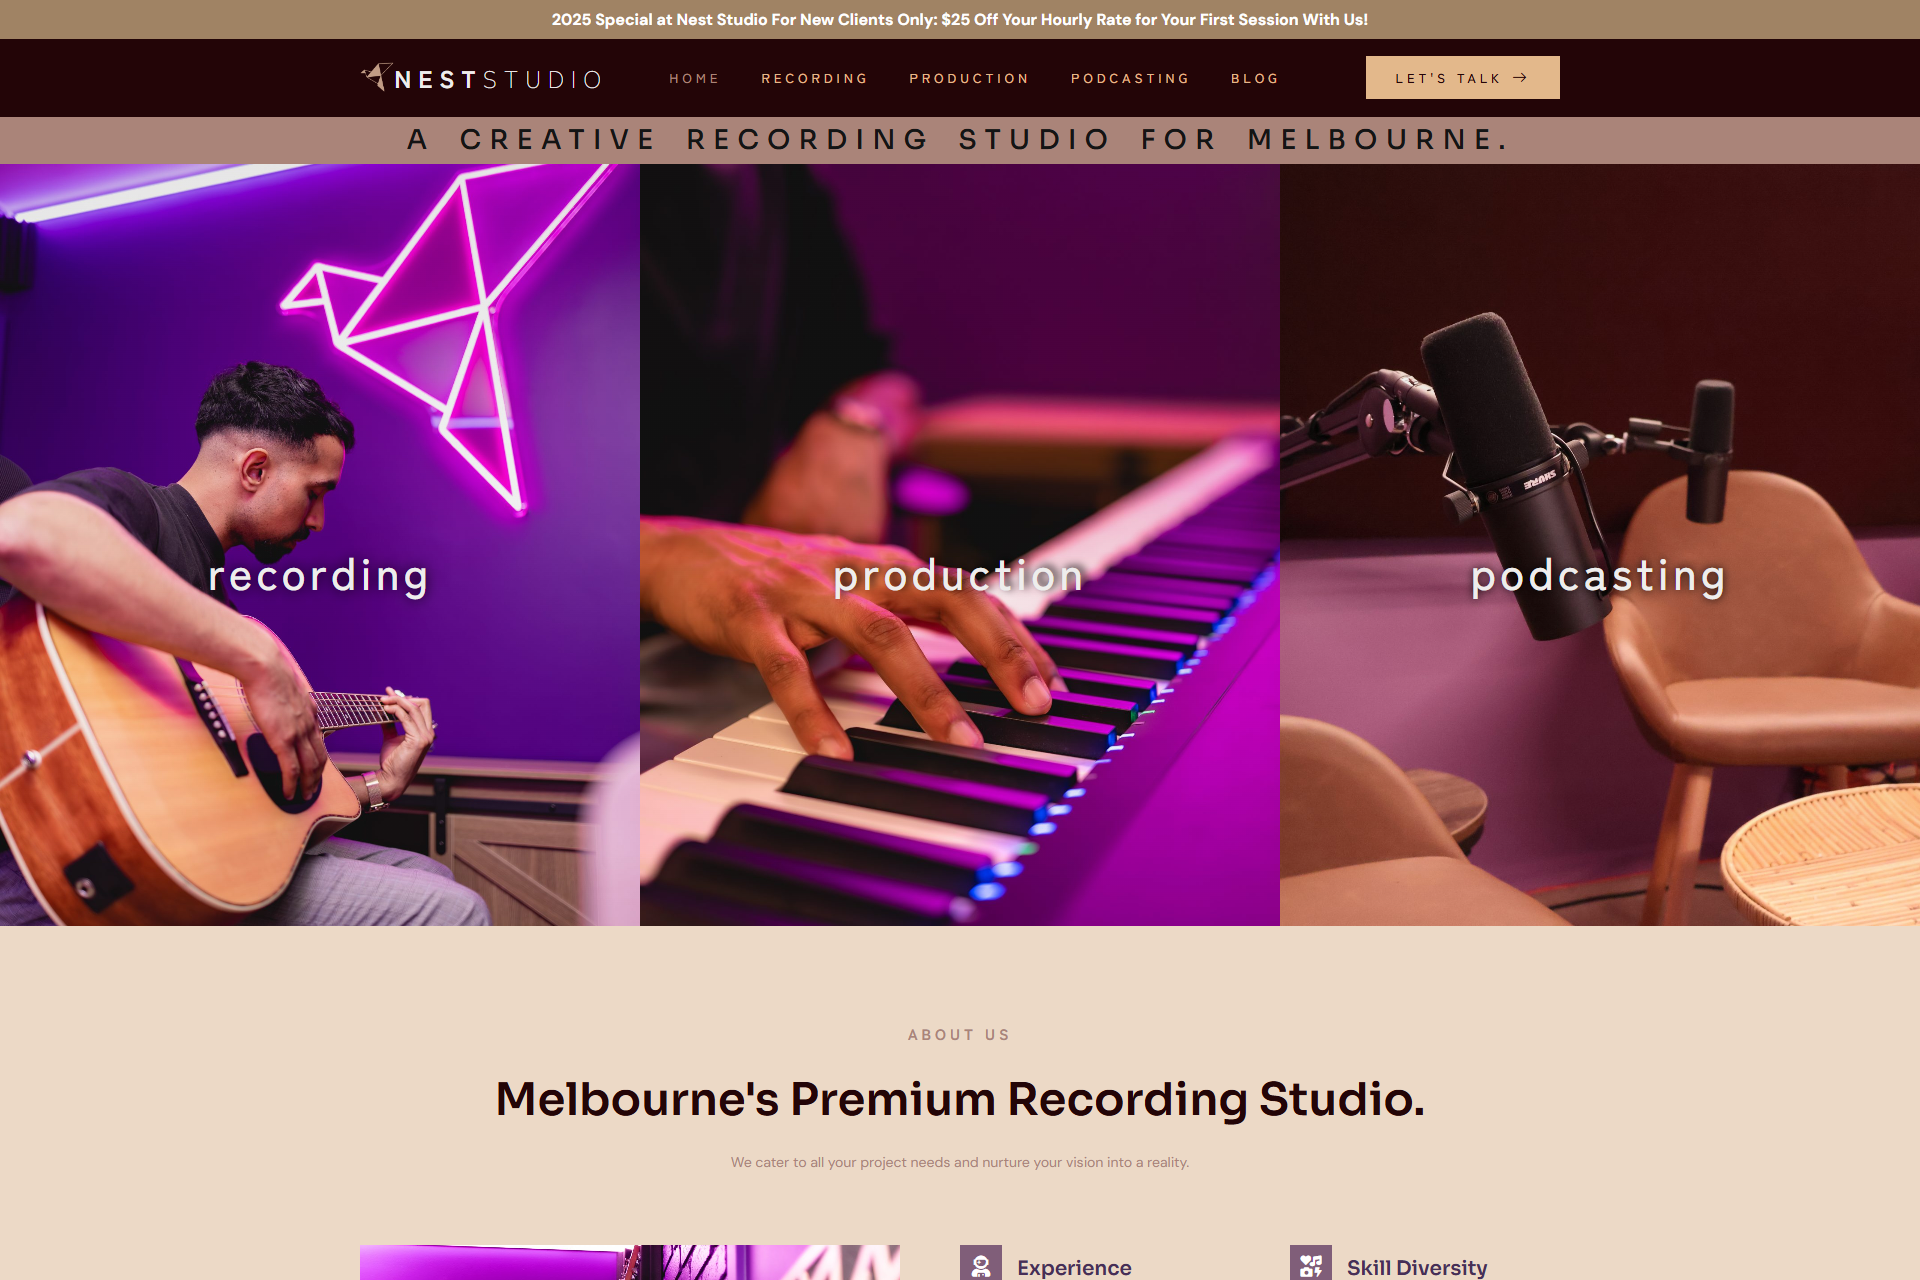 2025 Special at Nest Studio For New Clients Only: $25 Off Your Hourly Rate for Your First Session With Us!
NESTSTUDIO
HOME
RECORDING
PRODUCTION
PODCASTING
BLOG
LET'S TALK →
A CREATIVE RECORDING STUDIO FOR MELBOURNE.
SHURE
recording
production
podcasting
ABOUT US
Melbourne's Premium Recording Studio.
We cater to all your project needs and nurture your vision into a reality.
Experience
Skill Diversity